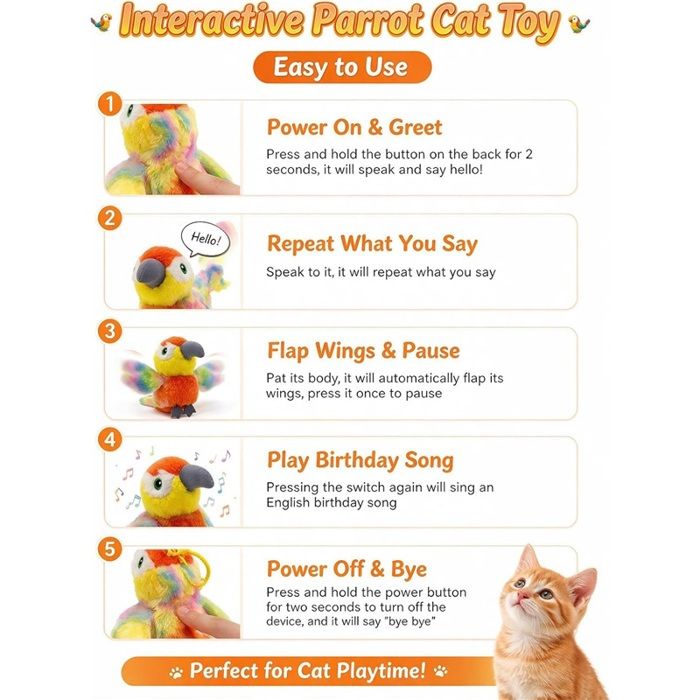 Interactive Parrot Cat Toy
Easy to Use
1
Power On & Greet
Press and hold the button on the back for 2
seconds, it will speak and say hello!
2
Hello!
Repeat What You Say
Speak to it, it will repeat what you say
3
Flap Wings & Pause
Pat its body, it will automatically flap its
wings, press it once to pause
4
Play Birthday Song
Pressing the switch again will sing an
English birthday song
5
Power Off & Bye
Press and hold the power button
for two seconds to turn off the
device, and it will say "bye bye"
Perfect for Cat Playtime!